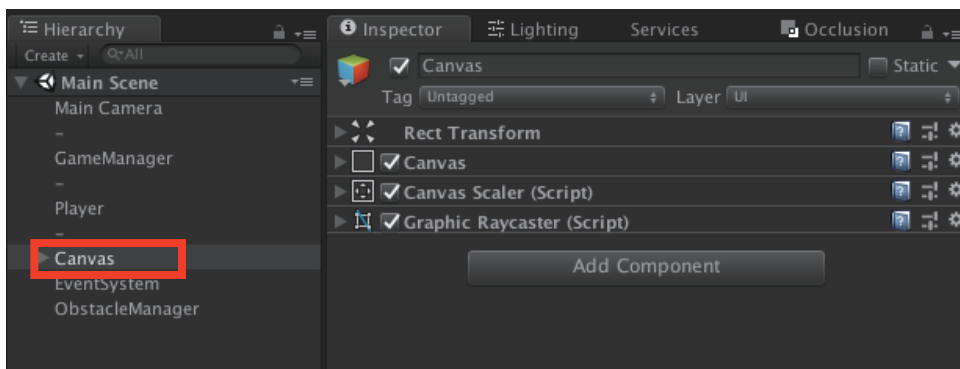 Hierarchy
Create
All
Main Scene
Main Camera
–
GameManager
–
Player
–
Canvas
EventSystem
ObstacleManager
Inspector
Lighting
Services
Occlusion
Canvas
Static
Tag Untagged
Layer UI
Rect Transform
Canvas
Canvas Scaler (Script)
Graphic Raycaster (Script)
Add Component